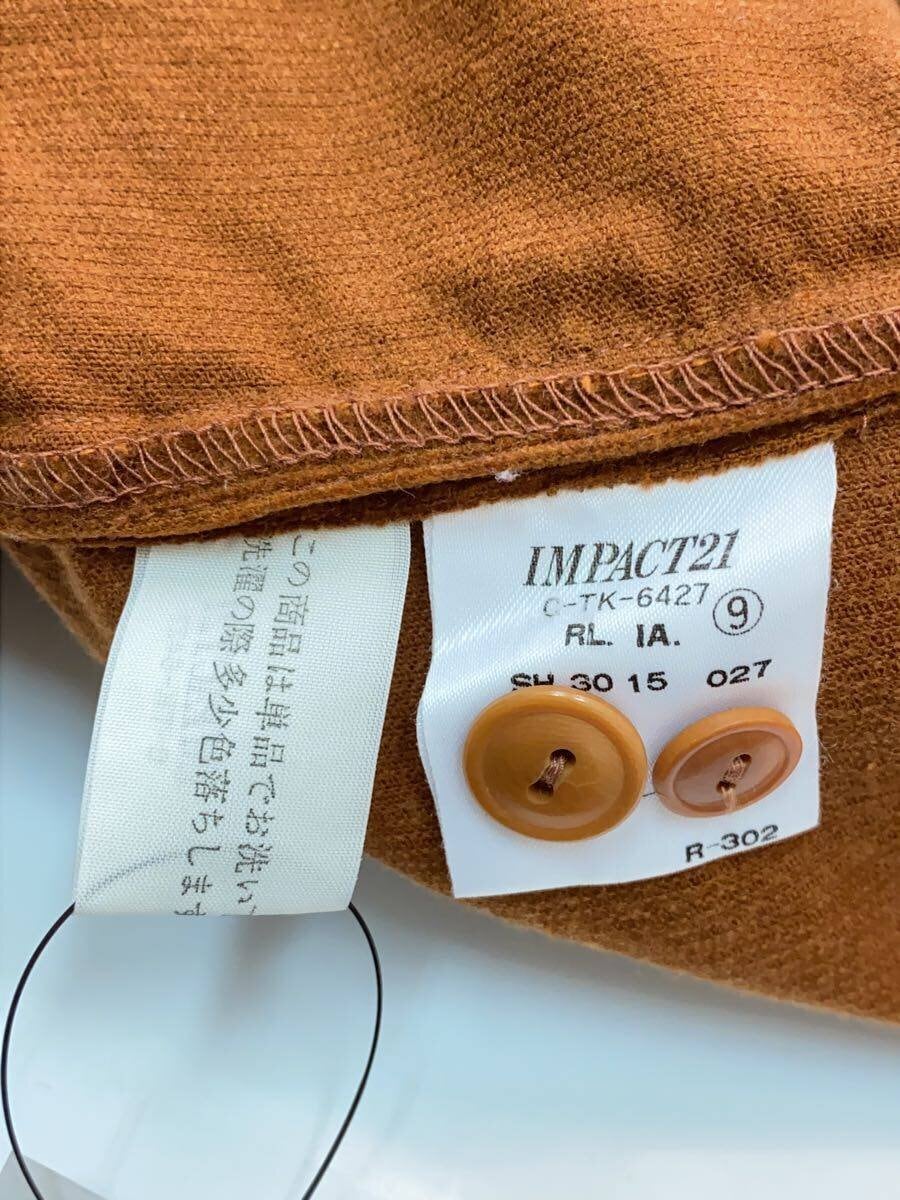 この商品は単品でお洗い
洗濯の際多少色落ちします
IMPACT21
C-TK-6427
9
RL. IA.
SH 30 15 027
R-302